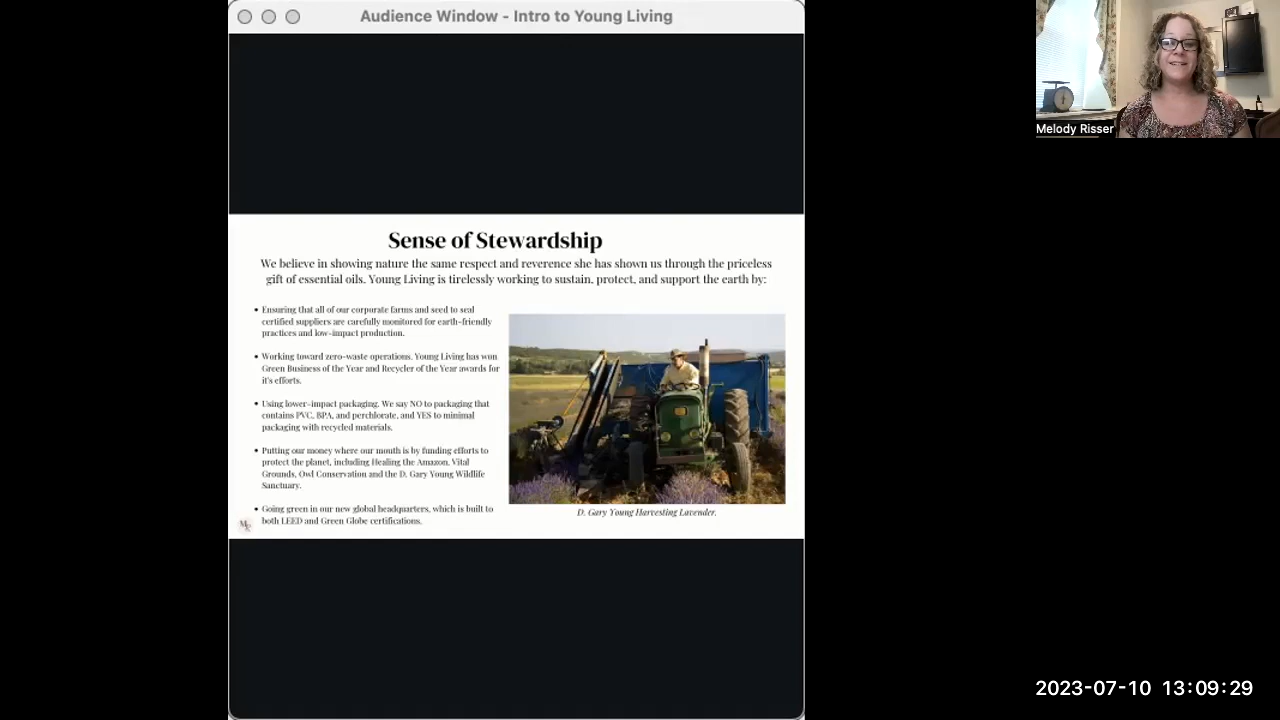 Audience Window - Intro to Young Living
Melody Risser
Sense of Stewardship
We believe in showing nature the same respect and reverence she has shown us through the priceless
gift of essential oils. Young Living is tirelessly working to sustain, protect, and support the earth by:
• Ensuring that all of our corporate farms and seed to seal
certified suppliers are carefully monitored for earth-friendly
practices and low-impact production.
• Working toward zero-waste operations. Young Living has won
Green Business of the Year and Recycler of the Year awards for
it's efforts.
• Using lower-impact packaging. We say NO to packaging that
contains PVC, BPA, and perchlorate, and YES to minimal
packaging with recycled materials.
• Putting our money where our mouth is by funding efforts to
protect the planet, including Healing the Amazon, Vital
Grounds, Owl Conservation and the D. Gary Young Wildlife
Sanctuary.
• Going green in our new global headquarters, which is built to
both LEED and Green Globe certifications.
D. Gary Young Harvesting Lavender.
2023-07-10 13:09:29